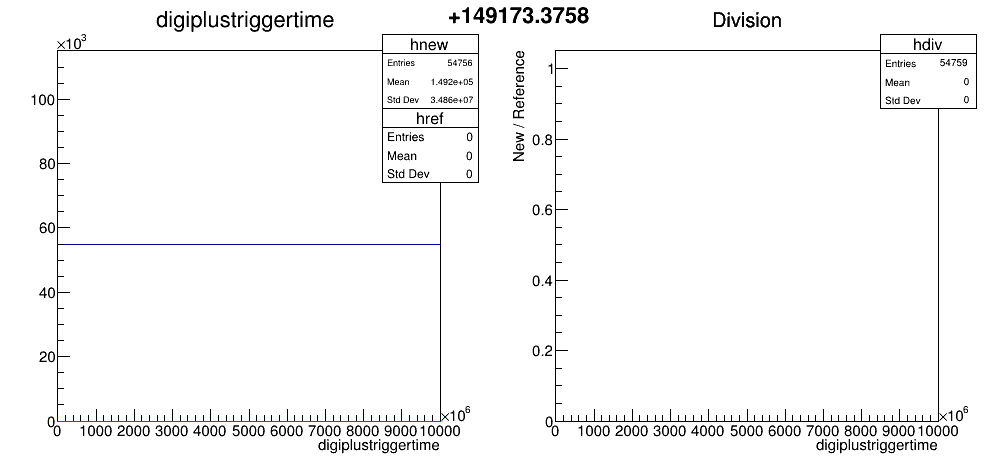 digiplustriggertime
+149173.3758
Division
×10³
hnew
Entries 54756
Mean 1.492e+05
Std Dev 3.486e+07
href
Entries 0
Mean 0
Std Dev 0
100
80
60
40
20
0
0 1000 2000 3000 4000 5000 6000 7000 8000 9000 10000
×10⁶
digiplustriggertime
hdiv
Entries 54759
Mean 0
Std Dev 0
New / Reference
1
0.8
0.6
0.4
0.2
0
0 1000 2000 3000 4000 5000 6000 7000 8000 9000 10000
×10⁶
digiplustriggertime